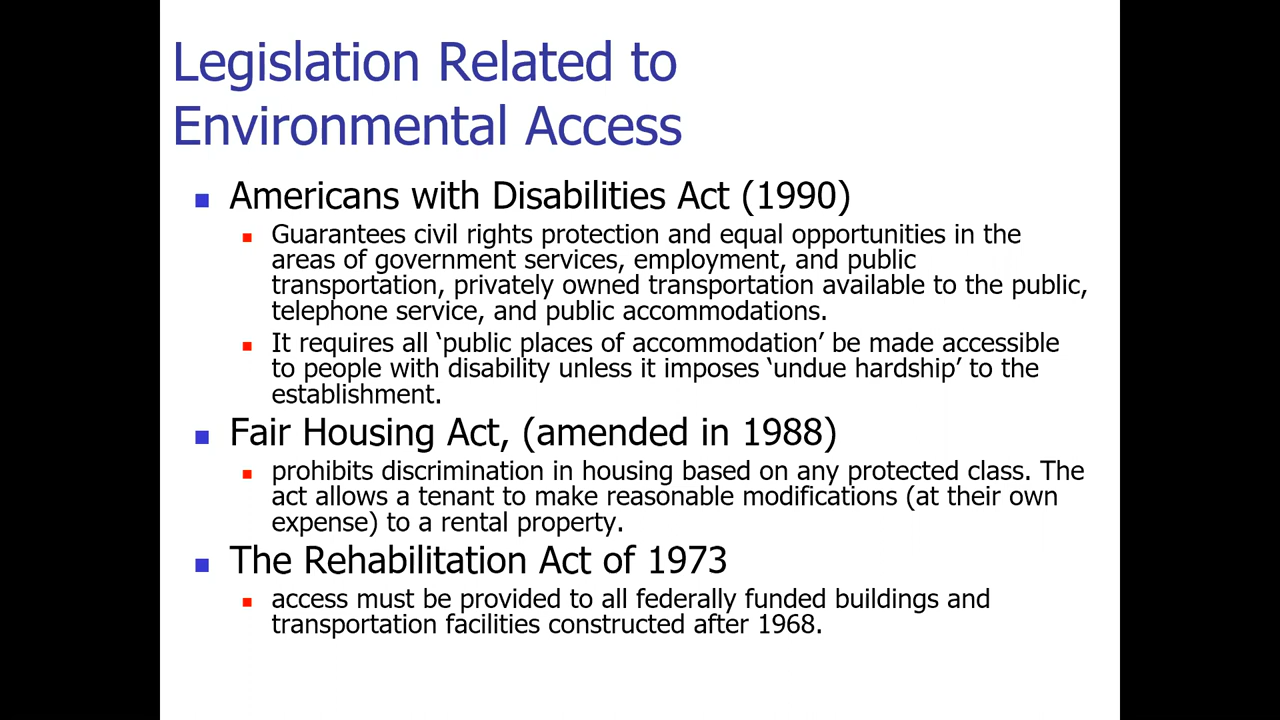 Legislation Related to
Environmental Access
Americans with Disabilities Act (1990)
Guarantees civil rights protection and equal opportunities in the
areas of government services, employment, and public
transportation, privately owned transportation available to the public,
telephone service, and public accommodations.
It requires all ‘public places of accommodation’ be made accessible
to people with disability unless it imposes ‘undue hardship’ to the
establishment.
Fair Housing Act, (amended in 1988)
prohibits discrimination in housing based on any protected class. The
act allows a tenant to make reasonable modifications (at their own
expense) to a rental property.
The Rehabilitation Act of 1973
access must be provided to all federally funded buildings and
transportation facilities constructed after 1968.